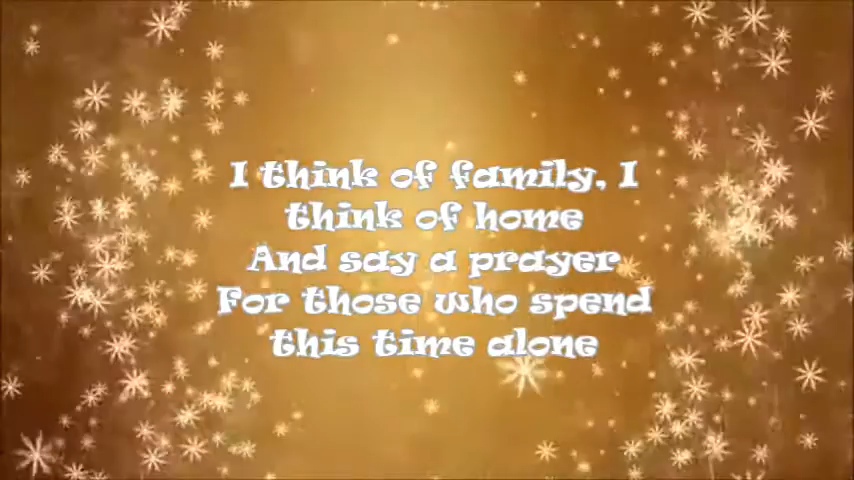 I think of family, I
think of home
And say a prayer
For those who spend
this time alone